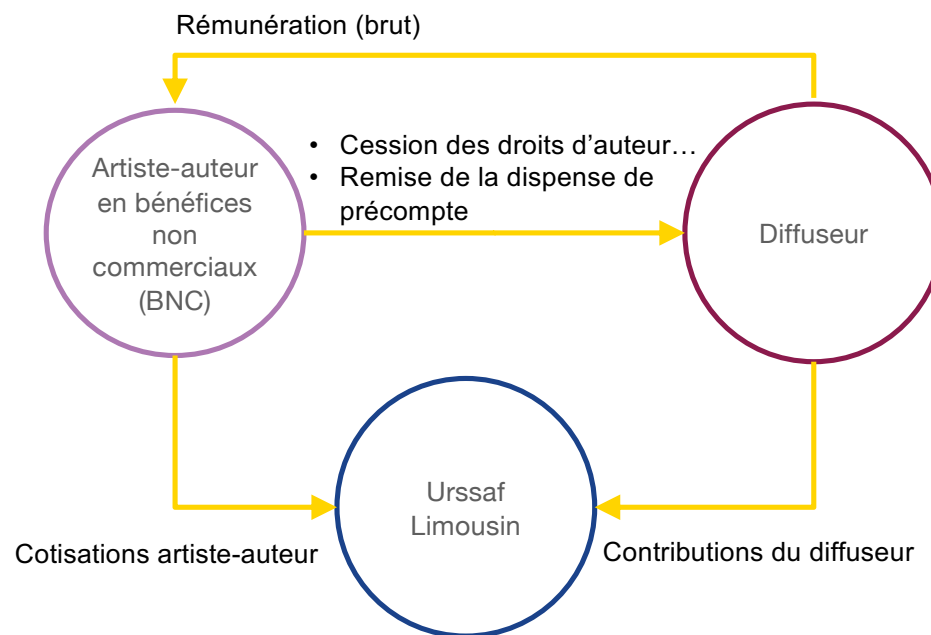 Rémunération (brut)
Artiste-auteur
en bénéfices
non
commerciaux
(BNC)
• Cession des droits d’auteur…
• Remise de la dispense de
précompte
Diffuseur
Urssaf
Limousin
Cotisations artiste-auteur
Contributions du diffuseur